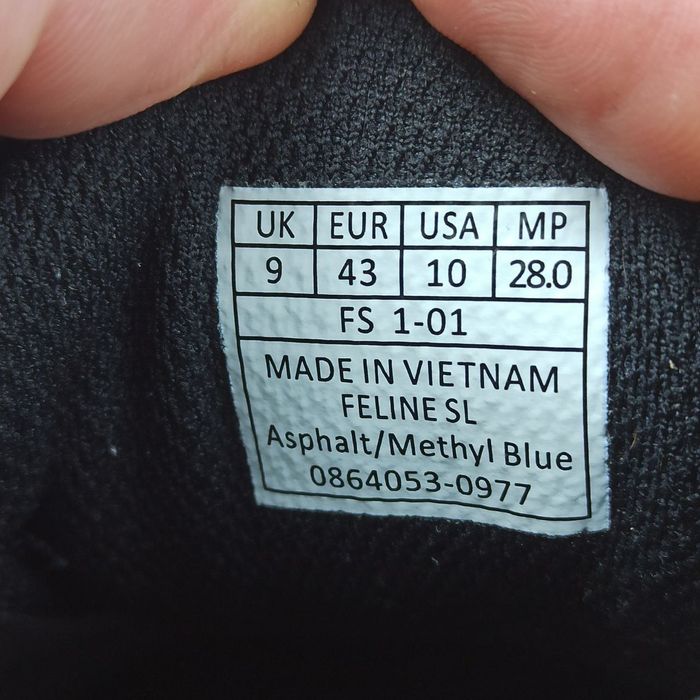 UK EUR USA MP
9 43 10 28.0
FS 1-01
MADE IN VIETNAM
FELINE SL
Asphalt/Methyl Blue
0864053-0977